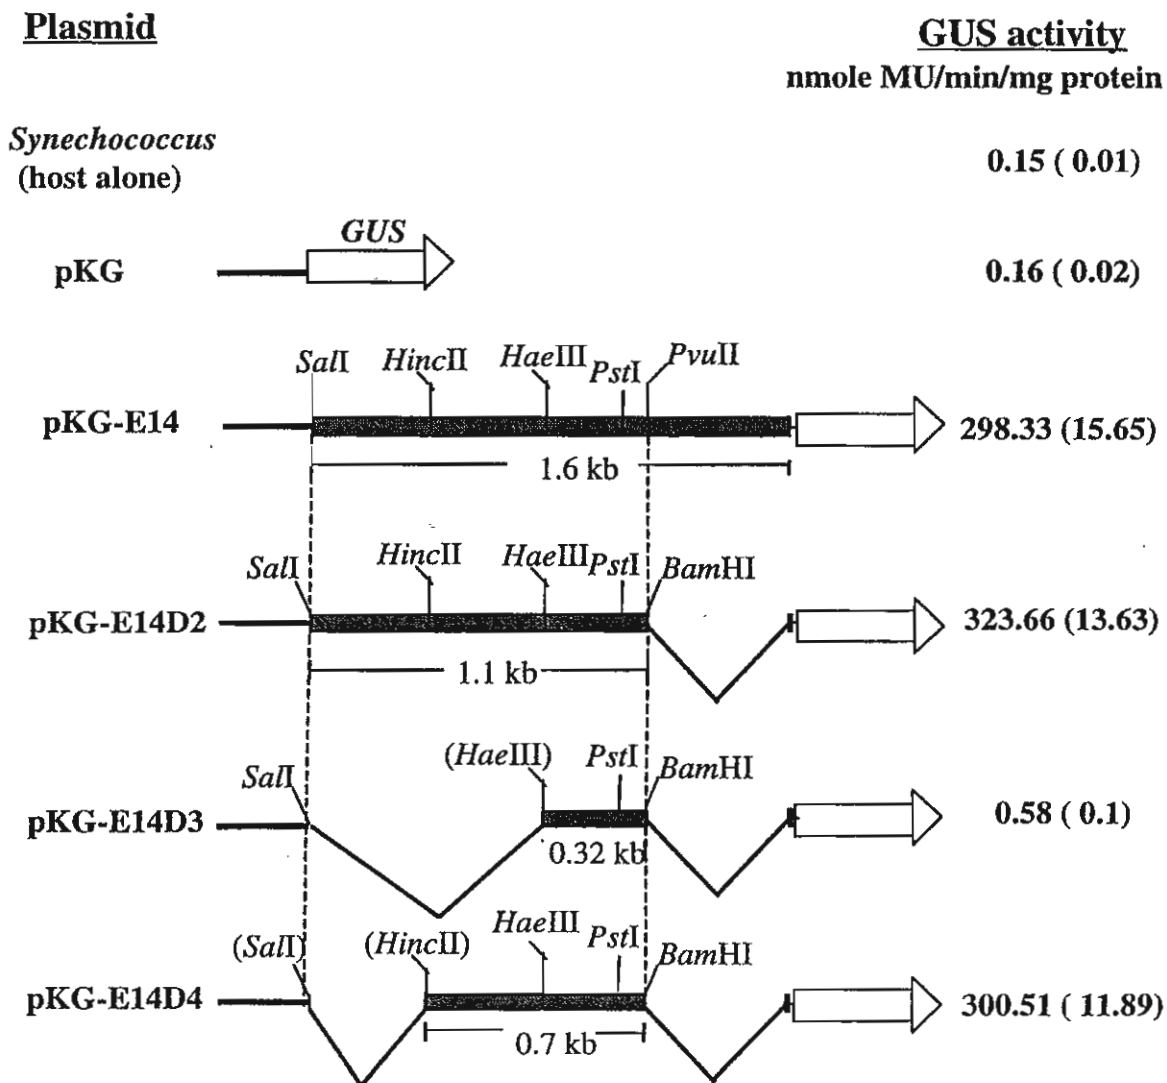 Plasmid
GUS activity
nmole MU/min/mg protein
Synechococcus
(host alone)
0.15 ( 0.01)
GUS
pKG
0.16 ( 0.02)
SalI HincII HaeIII PstI PvuII
pKG-E14
298.33 (15.65)
1.6 kb
SalI HincII HaeIII PstI BamHI
pKG-E14D2
323.66 (13.63)
1.1 kb
SalI (HaeIII) PstI BamHI
pKG-E14D3
0.58 ( 0.1)
0.32 kb
(SalI) (HincII) HaeIII PstI BamHI
pKG-E14D4
300.51 ( 11.89)
0.7 kb